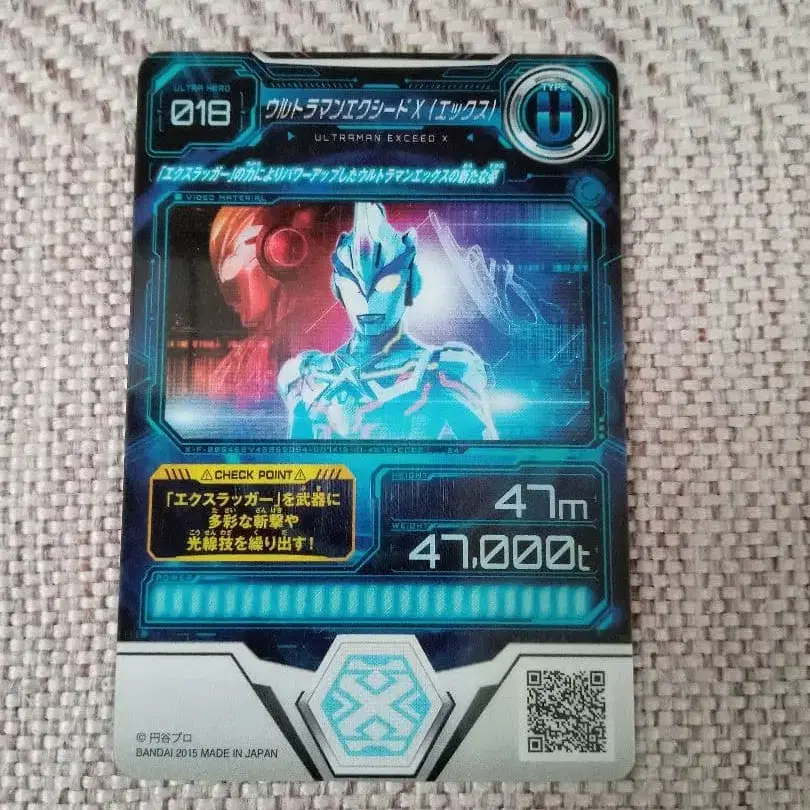 ULTRA HERO
018
ウルトラマンエクシードX(エックス)
ULTRAMAN EXCEED X
TYPE
U
「エクスラッガー」の力によりパワーアップしたウルトラマンエックスの新たな姿
VIDEO MATERIAL
⚠CHECK POINT⚠
「エクスラッガー」を武器に
多彩な斬撃や
光線技を繰り出す!
HEIGHT
47m
WEIGHT
47,000t
POWER
© 円谷プロ
BANDAI 2015 MADE IN JAPAN